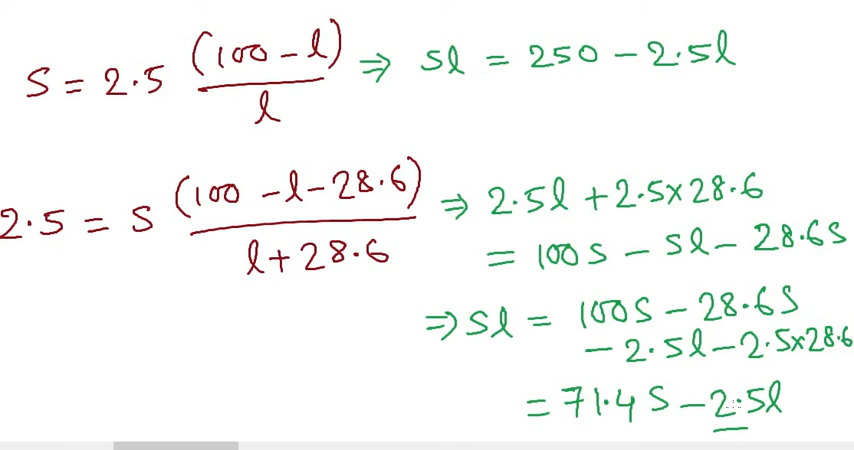 S = 2.5 (100 - l)/l ⇒ Sl = 250 - 2.5l
2.5 = S (100 - l - 28.6)/(l + 28.6) ⇒ 2.5l + 2.5×28.6
= 100S - Sl - 28.6S
⇒ Sl = 100S - 28.6S
- 2.5l - 2.5×28.6
= 71.4S - 2.5l